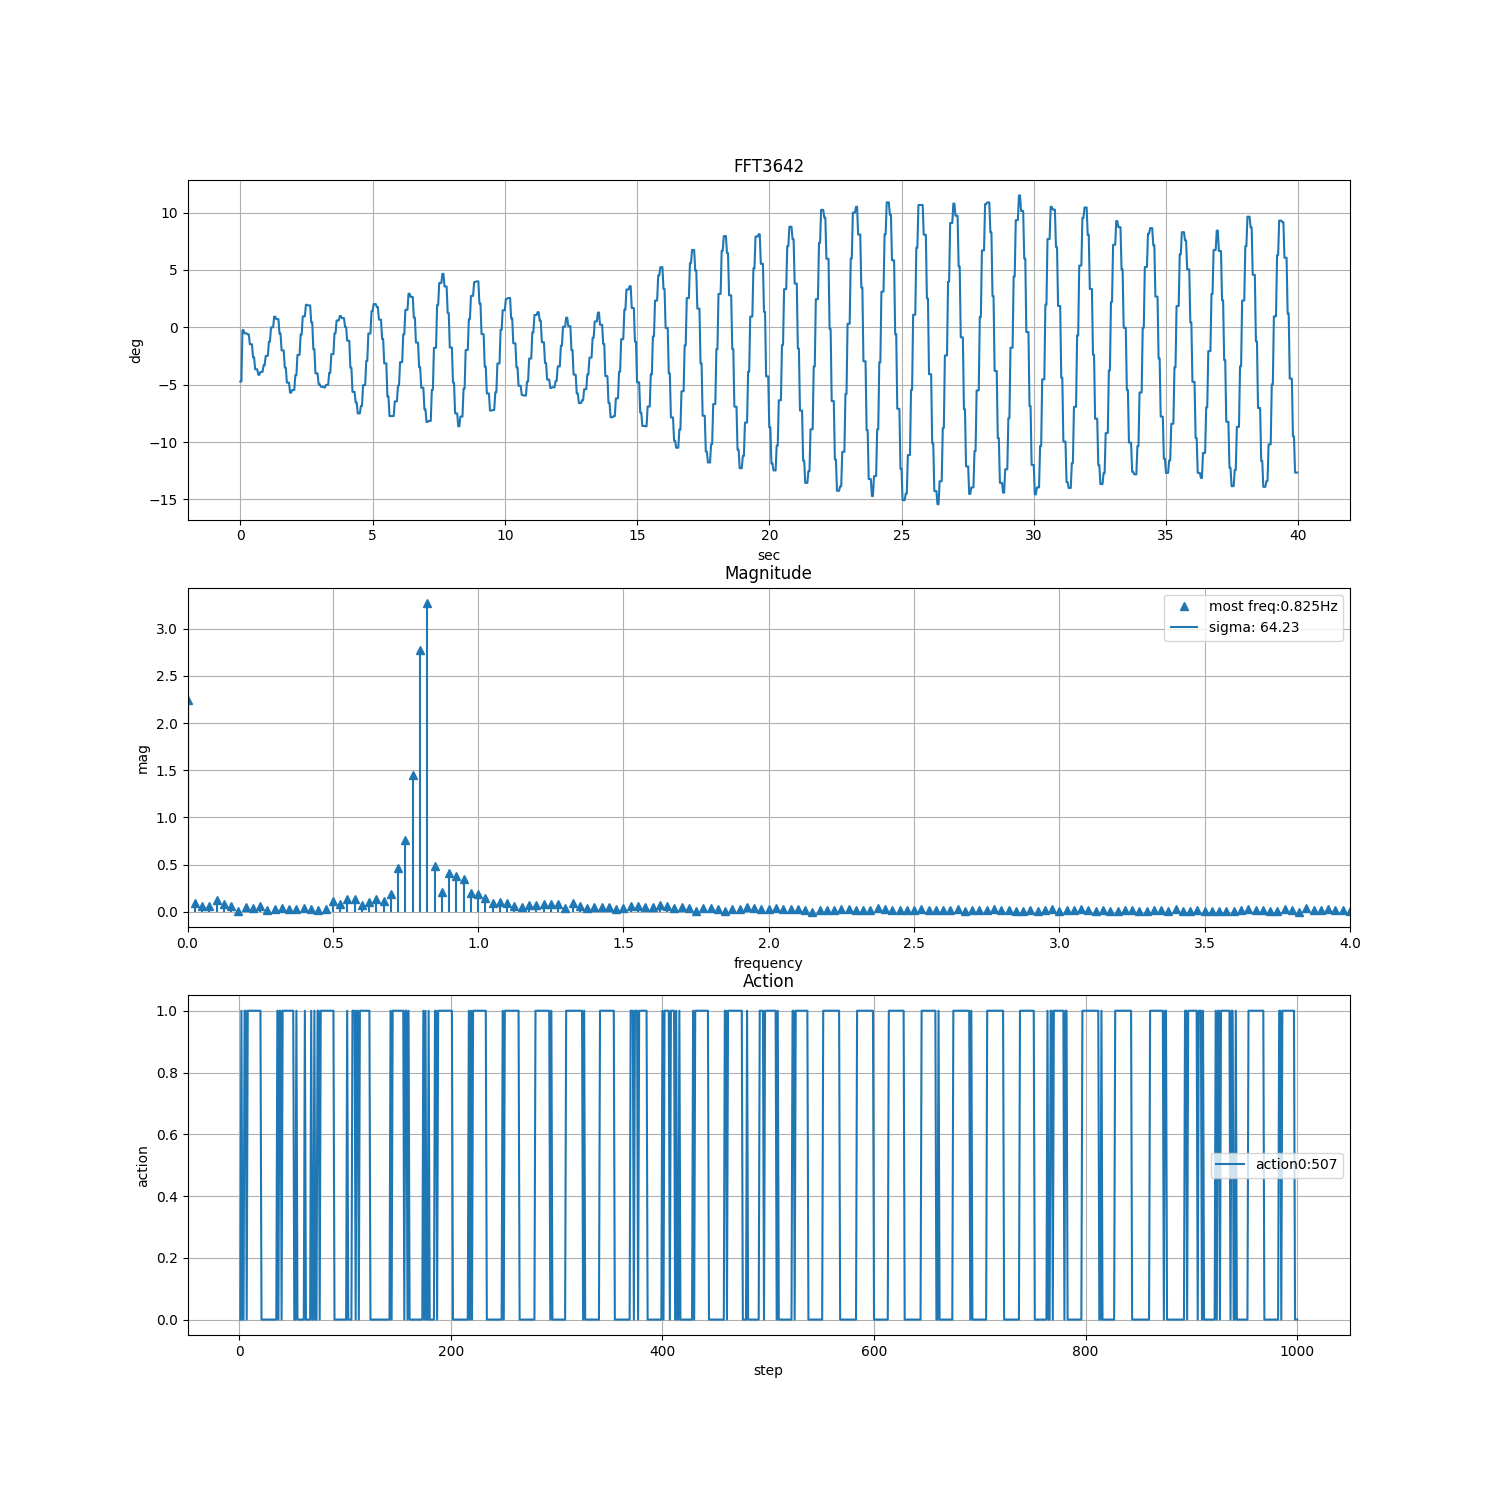 FFT3642
10
5
0
−5
−10
−15
deg
0 5 10 15 20 25 30 35 40
sec
Magnitude
most freq:0.825Hz
sigma: 64.23
3.0
2.5
2.0
1.5
1.0
0.5
0.0
mag
0.0 0.5 1.0 1.5 2.0 2.5 3.0 3.5 4.0
frequency
Action
1.0
0.8
0.6
0.4
0.2
0.0
action
action0:507
0 200 400 600 800 1000
step